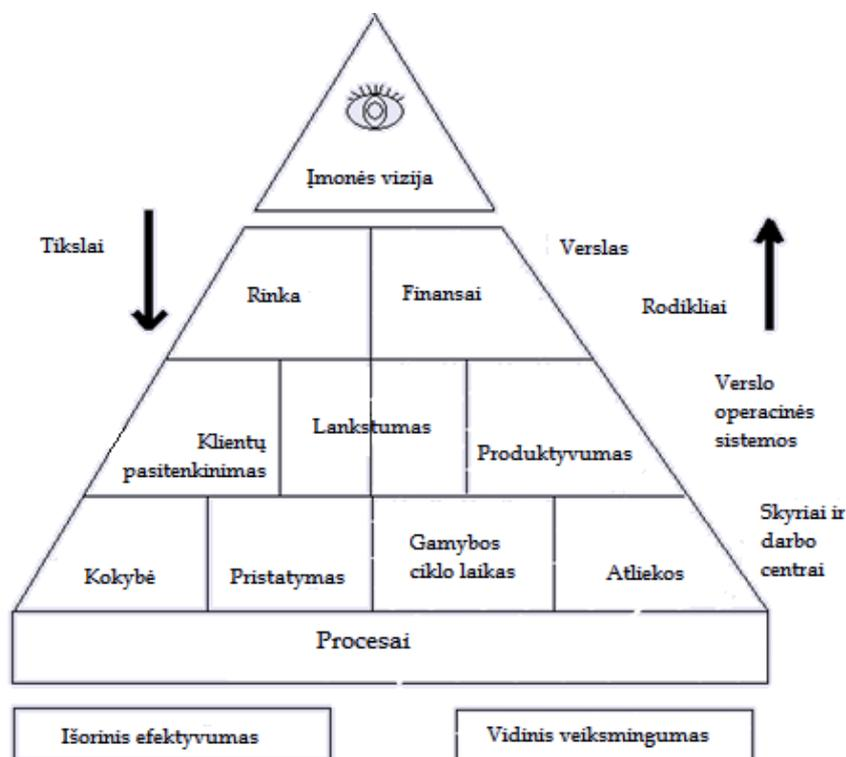 Įmonės vizija
Tikslai
Verslas
Rinka
Finansai
Rodikliai
Verslo
operacinės
sistemos
Klientų
pasitenkinimas
Lankstumas
Produktyvumas
Skyriai ir
darbo
centrai
Kokybė
Pristatymas
Gamybos
ciklo laikas
Atliekos
Procesai
Išorinis efektyvumas
Vidinis veiksmingumas